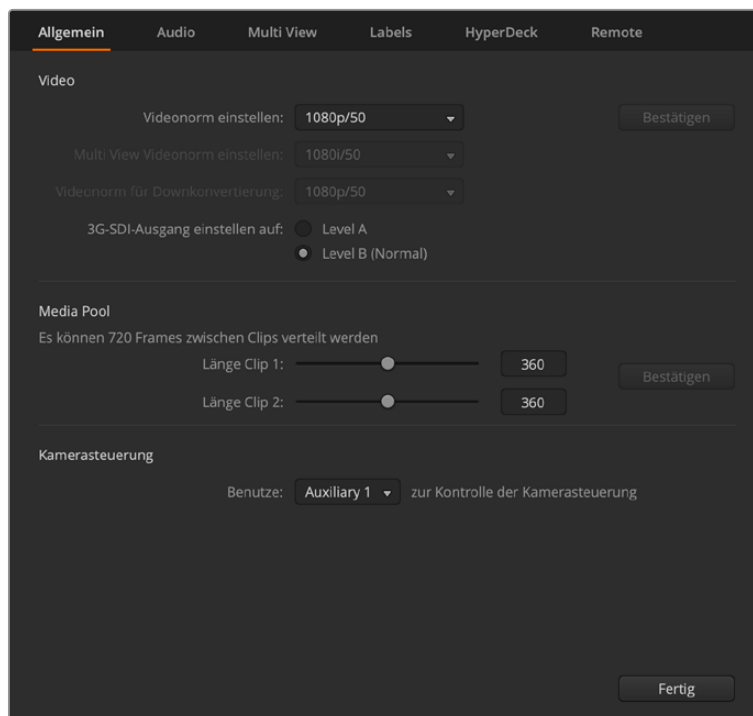 Allgemein Audio Multi View Labels HyperDeck Remote
Video
Videonorm einstellen: 1080p/50 Bestätigen
Multi View Videonorm einstellen: 1080i/50
Videonorm für Downkonvertierung: 1080p/50
3G-SDI-Ausgang einstellen auf: Level A
Level B (Normal)
Media Pool
Es können 720 Frames zwischen Clips verteilt werden
Länge Clip 1: 360
Bestätigen
Länge Clip 2: 360
Kamerasteuerung
Benutze: Auxiliary 1 zur Kontrolle der Kamerasteuerung
Fertig